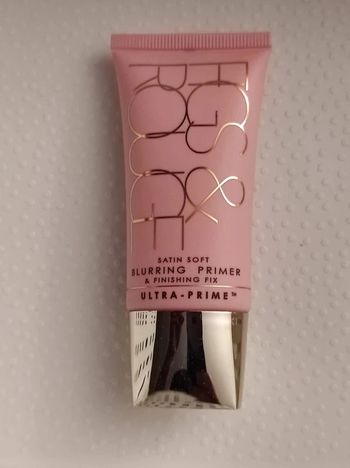 FIGS &
ROUGE
SATIN SOFT
BLURRING PRIMER
& FINISHING FIX
ULTRA-PRIME™